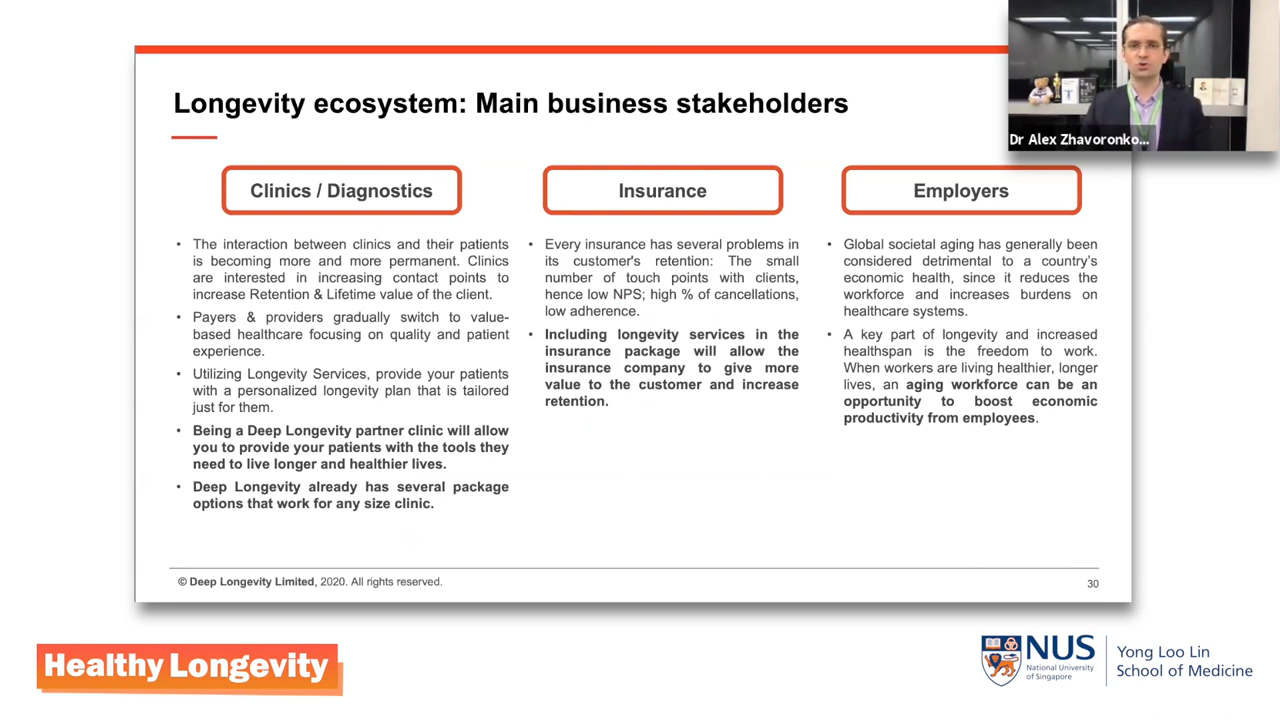 Longevity ecosystem: Main business stakeholders
Dr Alex Zhavoronko...
Clinics / Diagnostics
• The interaction between clinics and their patients
is becoming more and more permanent. Clinics
are interested in increasing contact points to
increase Retention & Lifetime value of the client.
• Payers & providers gradually switch to value-
based healthcare focusing on quality and patient
experience.
• Utilizing Longevity Services, provide your patients
with a personalized longevity plan that is tailored
just for them.
• Being a Deep Longevity partner clinic will allow
you to provide your patients with the tools they
need to live longer and healthier lives.
• Deep Longevity already has several package
options that work for any size clinic.
Insurance
• Every insurance has several problems in
its customer's retention: The small
number of touch points with clients,
hence low NPS; high % of cancellations,
low adherence.
• Including longevity services in the
insurance package will allow the
insurance company to give more
value to the customer and increase
retention.
Employers
• Global societal aging has generally been
considered detrimental to a country's
economic health, since it reduces the
workforce and increases burdens on
healthcare systems.
• A key part of longevity and increased
healthspan is the freedom to work.
When workers are living healthier, longer
lives, an aging workforce can be an
opportunity to boost economic
productivity from employees.
© Deep Longevity Limited, 2020. All rights reserved.
30
Healthy Longevity
NUS
National University
of Singapore
Yong Loo Lin
School of Medicine